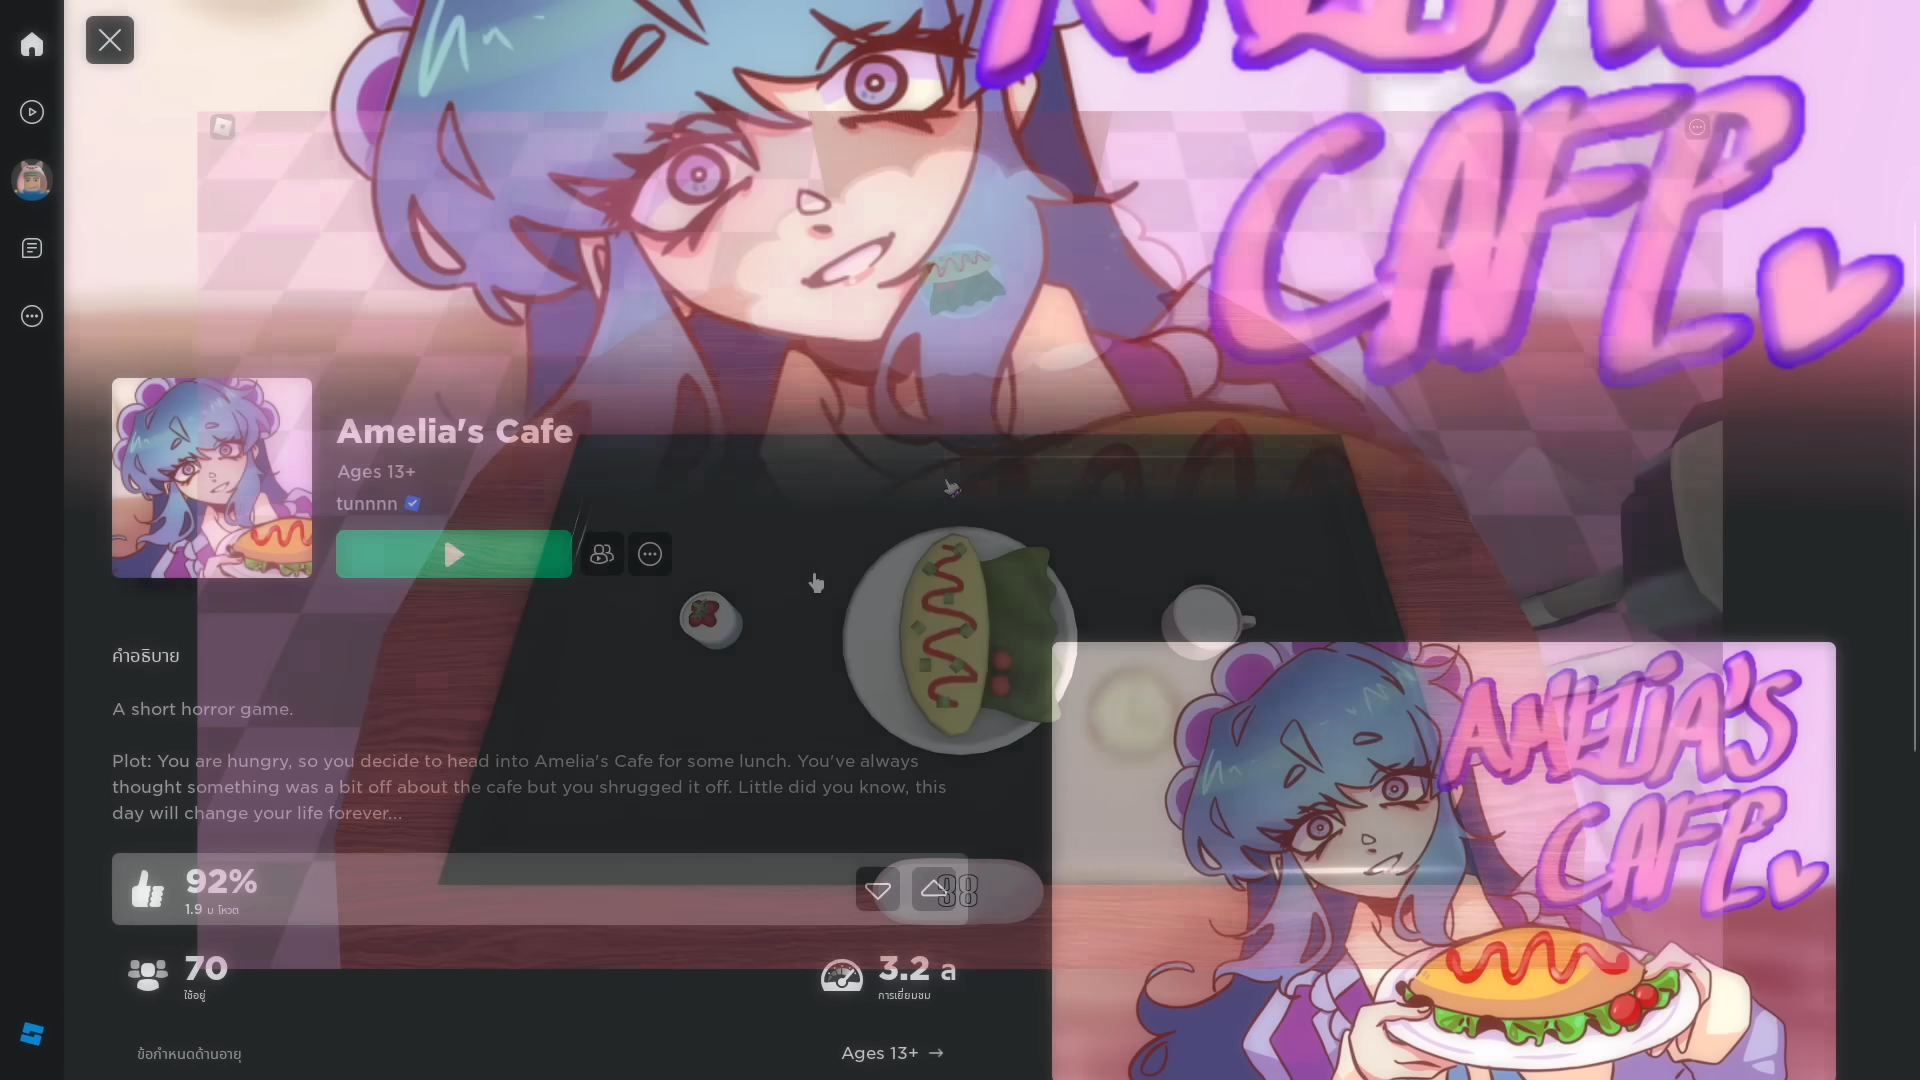 CAFE
Amelia's Cafe
Ages 13+
tunnnn
คำอธิบาย
A short horror game.
Plot: You are hungry, so you decide to head into Amelia's Cafe for some lunch. You've always
thought something was a bit off about the cafe but you shrugged it off. Little did you know, this
day will change your life forever...
92%
1.9 ม โหวต
38
70
ใช้อยู่
3.2 ล
การเยี่ยมชม
ข้อกำหนดด้านอายุ
Ages 13+ →
AMELIA'S
CAFE